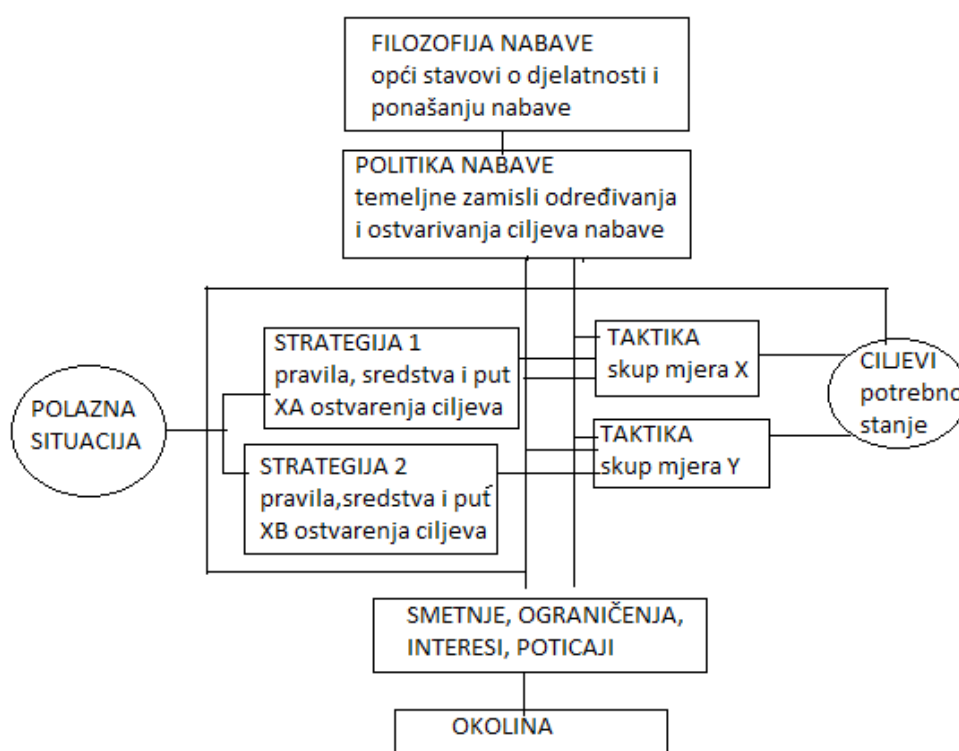 FILOZOFIJA NABAVE
opći stavovi o djelatnosti i
ponašanju nabave
POLITIKA NABAVE
temeljne zamisli određivanja
i ostvarivanja ciljeva nabave
STRATEGIJA 1
pravila, sredstva i put
XA ostvarenja ciljeva
TAKTIKA
skup mjera X
CILJEVI
potrebno
stanje
POLAZNA
SITUACIJA
STRATEGIJA 2
pravila,sredstva i put
XB ostvarenja ciljeva
TAKTIKA
skup mjera Y
SMETNJE, OGRANIČENJA,
INTERESI, POTICAJI
OKOLINA